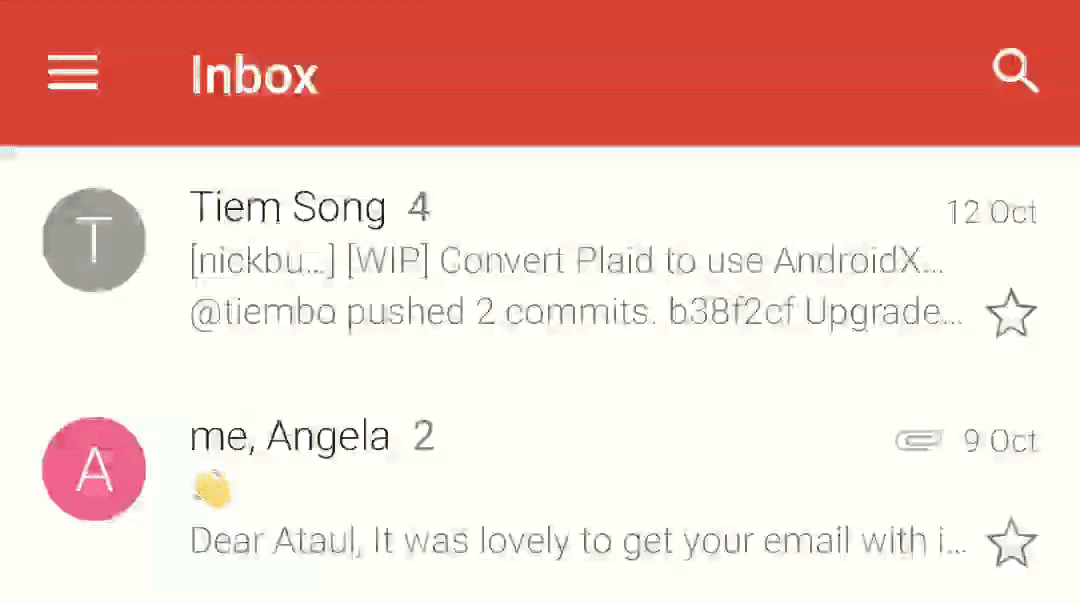 Inbox
T
Tiem Song 4
12 Oct
[nickbu...] [WIP] Convert Plaid to use AndroidX...
@tiembo pushed 2 commits. b38f2cf Upgrade...
A
me, Angela 2
9 Oct
👋
Dear Ataul, It was lovely to get your email with i...